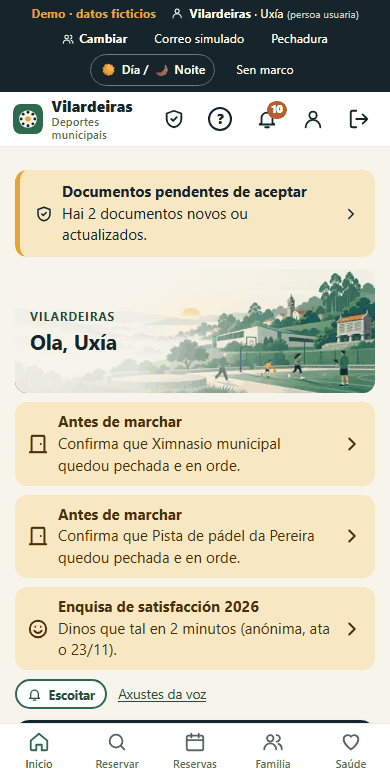 Demo · datos ficticios Vilardeiras · Uxía (persoa usuaria)
Cambiar Correo simulado Pechadura
Día / Noite Sen marco
Vilardeiras
Deportes
municipais
?
10
Documentos pendentes de aceptar
Hai 2 documentos novos ou
actualizados.
VILARDEIRAS
Ola, Uxía
Antes de marchar
Confirma que Ximnasio municipal
quedou pechada e en orde.
Antes de marchar
Confirma que Pista de pádel da Pereira
quedou pechada e en orde.
Enquisa de satisfacción 2026
Dinos que tal en 2 minutos (anónima, ata
o 23/11).
Escoitar Axustes da voz
Inicio Reservar Reservas Familia Saúde